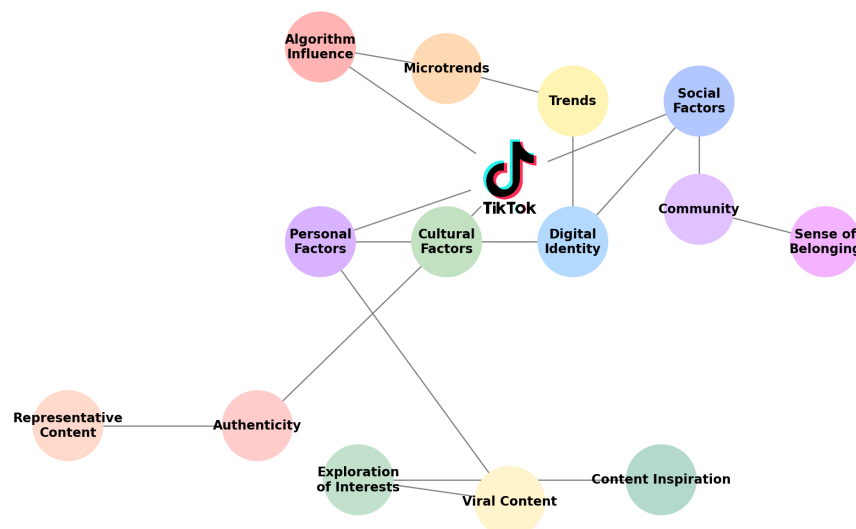 Algorithm
Influence
Microtrends
Trends
Social
Factors
TikTok
Personal
Factors
Cultural
Factors
Digital
Identity
Community
Sense of
Belonging
Representative
Content
Authenticity
Exploration
of Interests
Viral Content
Content Inspiration